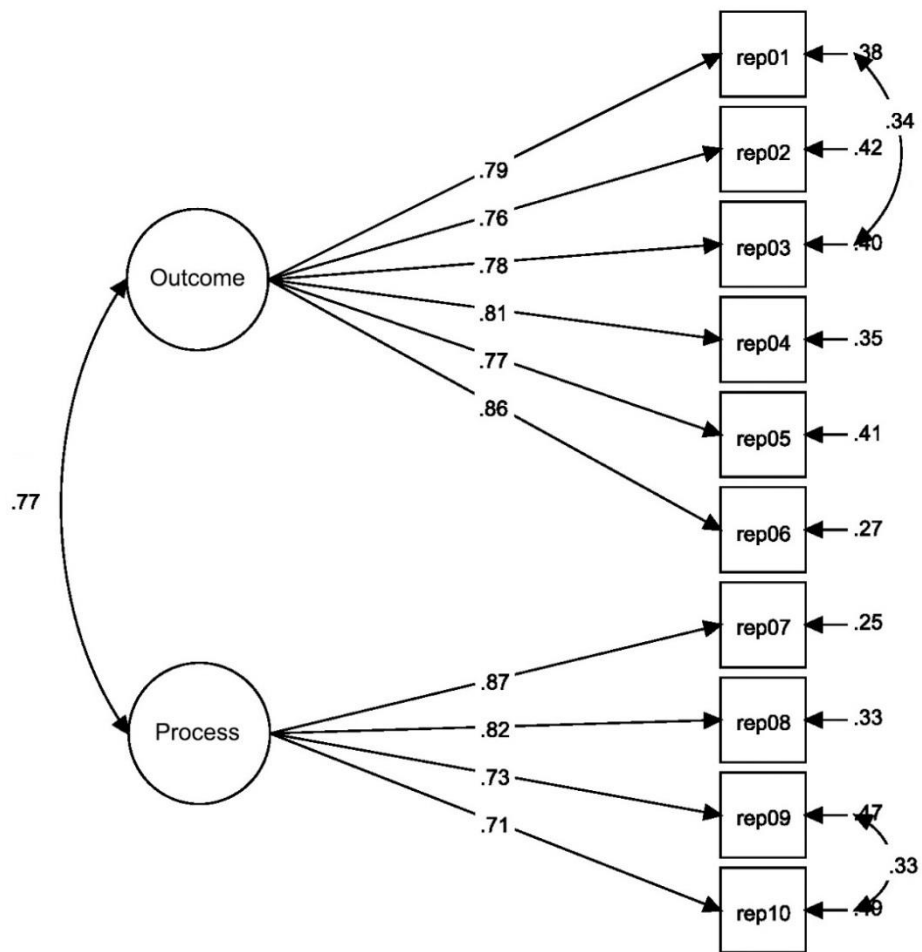 rep01
.38
.34
rep02
.42
.79
.76
rep03
.40
.78
Outcome
.81
rep04
.35
.77
.86
rep05
.41
.77
rep06
.27
rep07
.25
.87
.82
rep08
.33
Process
.73
.71
rep09
.47
.33
rep10
.49